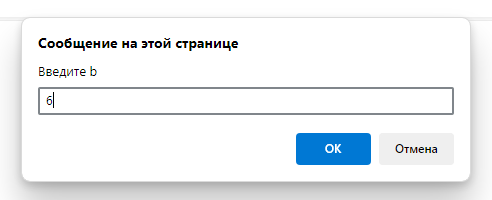 Сообщение на этой странице
Введите b
6
ОК
Отмена